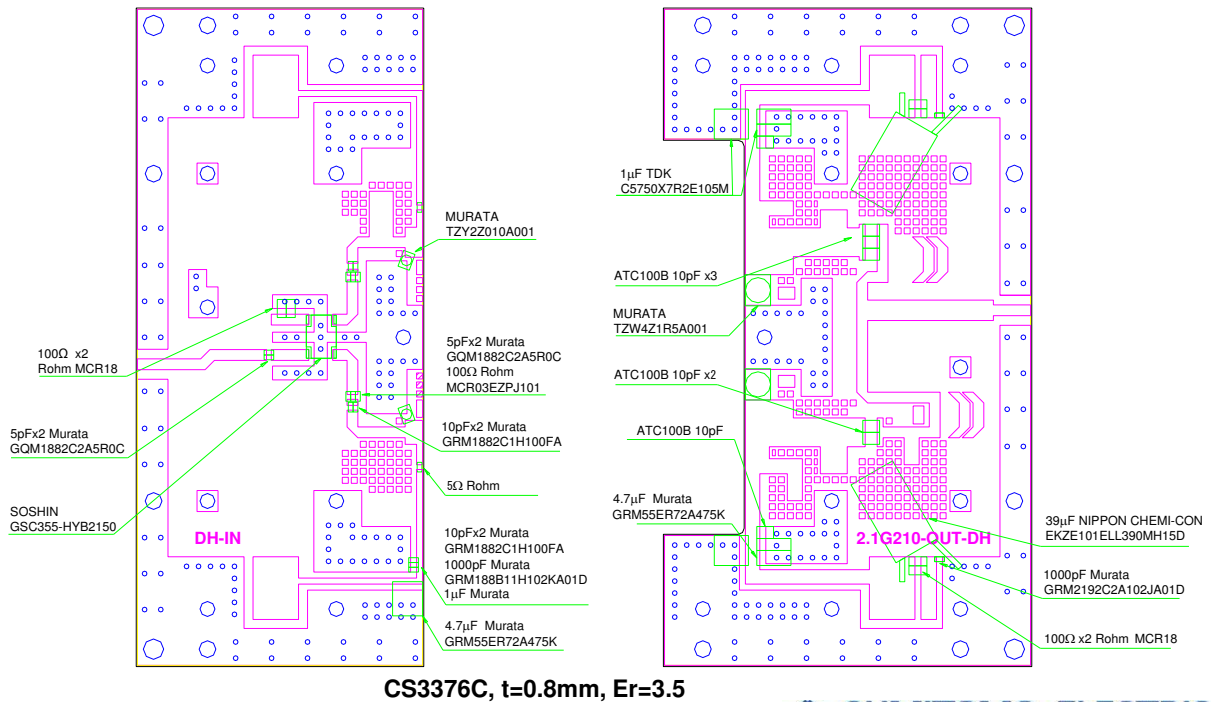 MURATA
TZY2Z010A001
100Ω  x2
Rohm MCR18
5pFx2 Murata
GQM1882C2A5R0C
100Ω Rohm
MCR03EZPJ101
5pFx2 Murata
GQM1882C2A5R0C
10pFx2 Murata
GRM1882C1H100FA
5Ω Rohm
SOSHIN
GSC355-HYB2150
DH-IN
10pFx2 Murata
GRM1882C1H100FA
1000pF Murata
GRM188B11H102KA01D
1μF Murata
4.7μF  Murata
GRM55ER72A475K
1μF TDK
C5750X7R2E105M
ATC100B 10pF x3
MURATA
TZW4Z1R5A001
ATC100B 10pF x2
ATC100B 10pF
4.7μF  Murata
GRM55ER72A475K
2.1G210-OUT-DH
39μF NIPPON CHEMI-CON
EKZE101ELL390MH15D
1000pF Murata
GRM2192C2A102JA01D
100Ω x2 Rohm  MCR18
CS3376C, t=0.8mm, Er=3.5